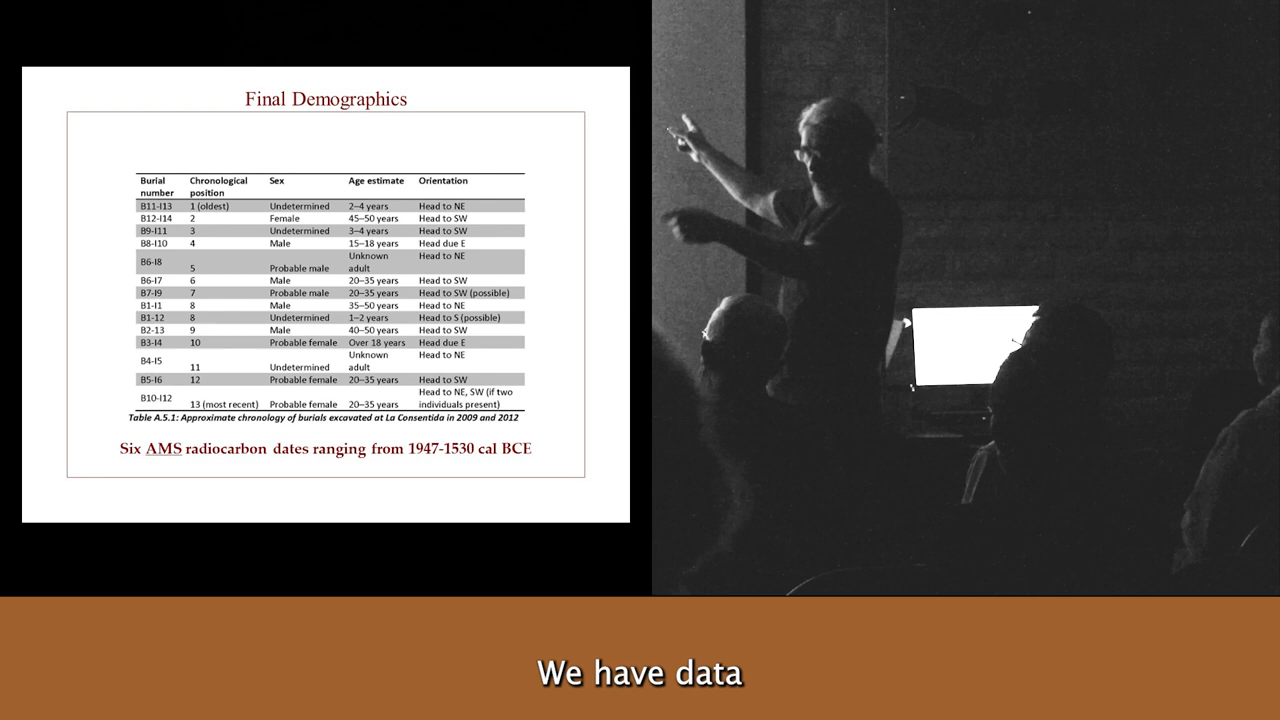 Final Demographics
Burial number Chronological position Sex Age estimate Orientation
B11-I13 1 (oldest) Undetermined 2–4 years Head to NE
B12-I14 2 Female 45–50 years Head to SW
B9-I11 3 Undetermined 3–4 years Head to SW
B8-I10 4 Male 15–18 years Head due E
B6-I8 5 Probable male Unknown adult Head to NE
B6-I7 6 Male 20–35 years Head to SW
B7-I9 7 Probable male 20–35 years Head to SW (possible)
B1-I1 8 Male 35–50 years Head to NE
B1-12 8 Undetermined 1–2 years Head to S (possible)
B2-13 9 Male 40–50 years Head to SW
B3-I4 10 Probable female Over 18 years Head due E
B4-I5 11 Undetermined Unknown adult Head to NE
B5-I6 12 Probable female 20–35 years Head to SW
B10-I12 13 (most recent) Probable female 20–35 years Head to NE, SW (if two individuals present)
Table A.5.1: Approximate chronology of burials excavated at La Consentida in 2009 and 2012
Six AMS radiocarbon dates ranging from 1947-1530 cal BCE
We have data